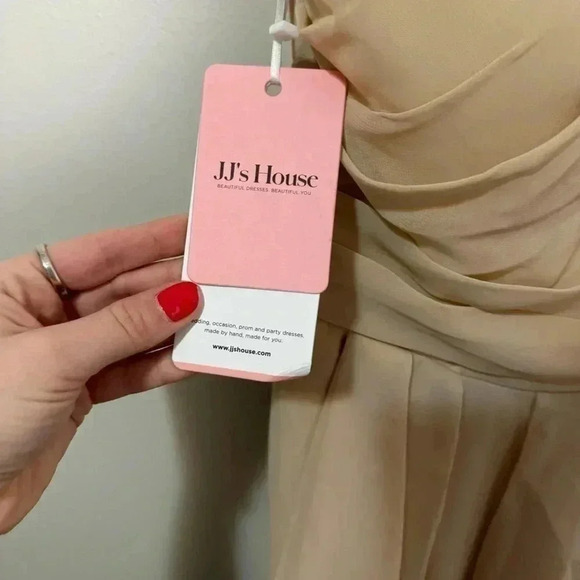 JJ's House
BEAUTIFUL DRESSES. BEAUTIFUL YOU.
dding, occasion, prom and party dresses,
made by hand, made for you.
www.jjshouse.com